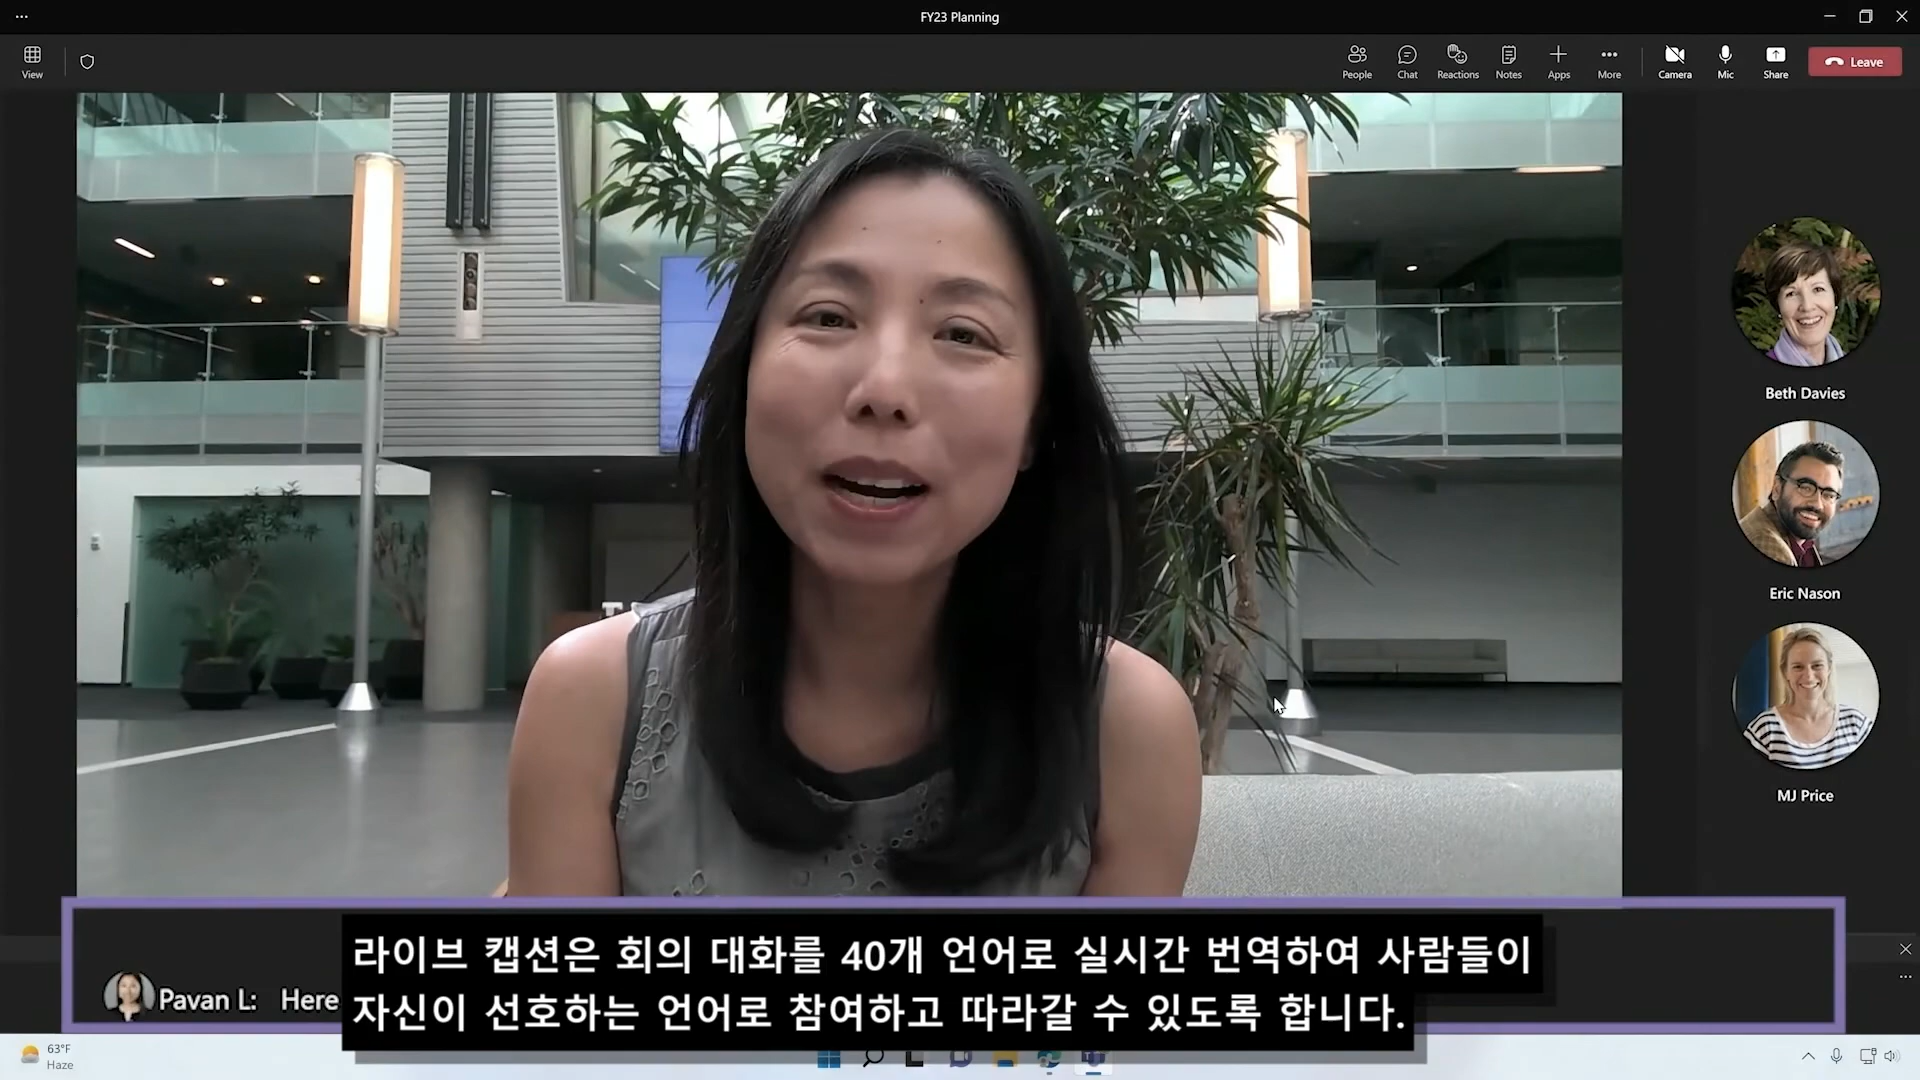 FY23 Planning
View
People
Chat
Reactions
Notes
Apps
More
Camera
Mic
Share
Leave
Beth Davies
Eric Nason
MJ Price
Pavan L: Here
라이브 캡션은 회의 대화를 40개 언어로 실시간 번역하여 사람들이
자신이 선호하는 언어로 참여하고 따라갈 수 있도록 합니다.
63°F
Haze